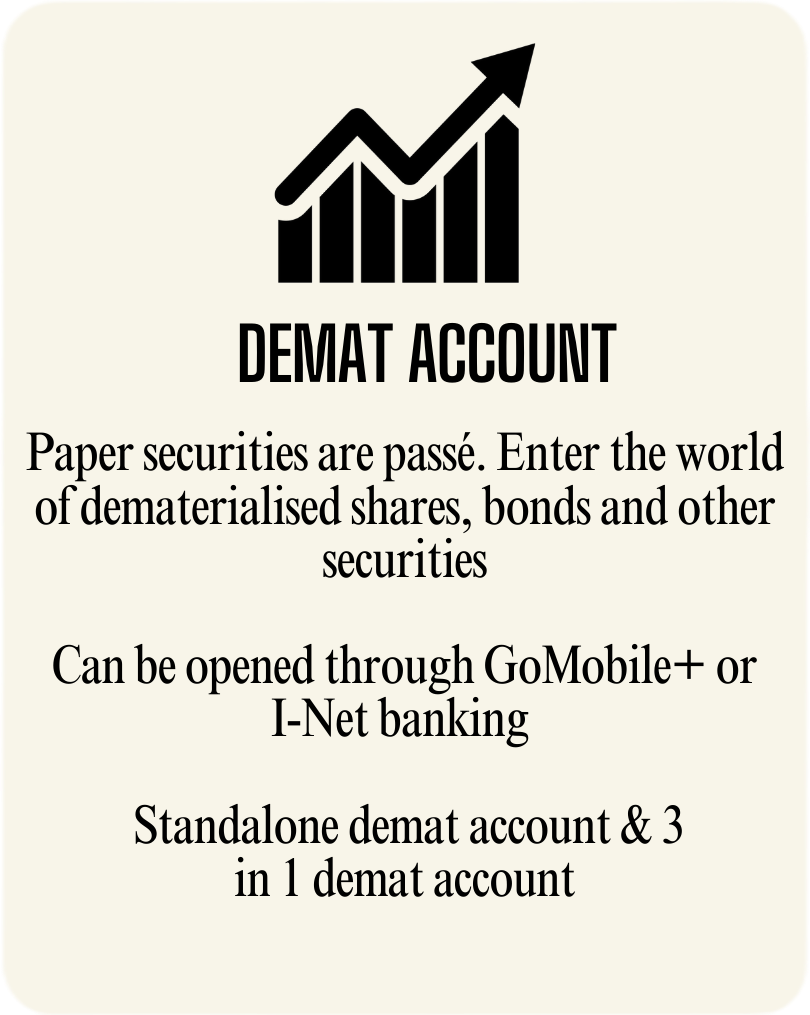 DEMAT ACCOUNT
Paper securities are passé. Enter the world
of dematerialised shares, bonds and other
securities
Can be opened through GoMobile+ or
I-Net banking
Standalone demat account & 3
in 1 demat account